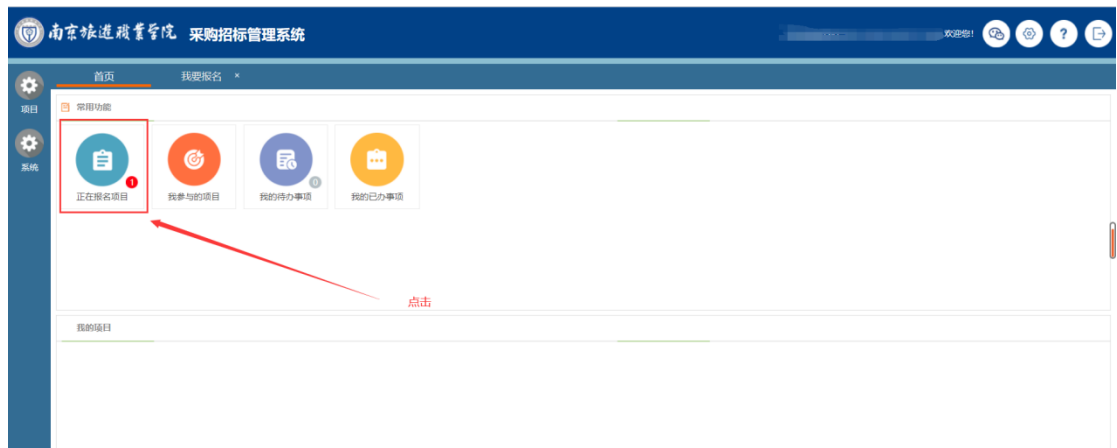 南京旅游职业学院 采购招标管理系统
欢迎您!
?
首页 我要报名 ×
项目
系统
常用功能
1
0
正在报名项目 我参与的项目 我的待办事项 我的已办事项
点击
我的项目